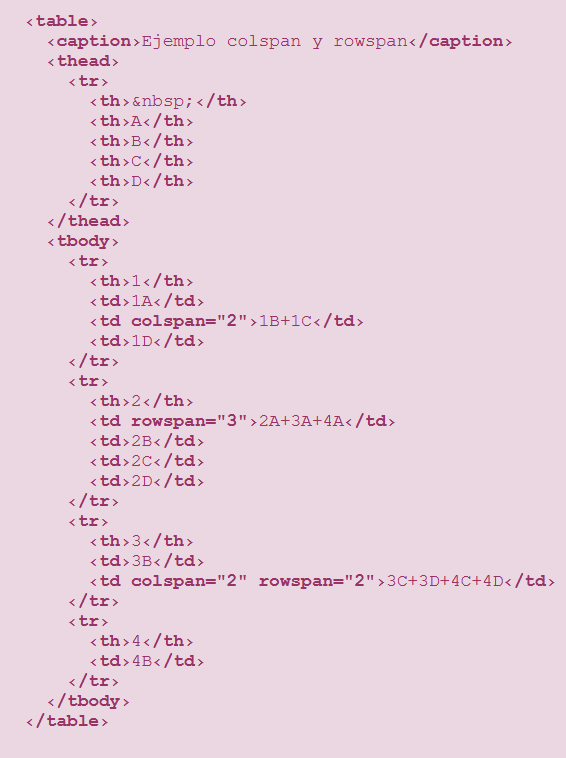 <table>
<caption>Ejemplo colspan y rowspan</caption>
<thead>
<tr>
<th>&nbsp;</th>
<th>A</th>
<th>B</th>
<th>C</th>
<th>D</th>
</tr>
</thead>
<tbody>
<tr>
<th>1</th>
<td>1A</td>
<td colspan="2">1B+1C</td>
<td>1D</td>
</tr>
<tr>
<th>2</th>
<td rowspan="3">2A+3A+4A</td>
<td>2B</td>
<td>2C</td>
<td>2D</td>
</tr>
<tr>
<th>3</th>
<td>3B</td>
<td colspan="2" rowspan="2">3C+3D+4C+4D</td>
</tr>
<tr>
<th>4</th>
<td>4B</td>
</tr>
</tbody>
</table>